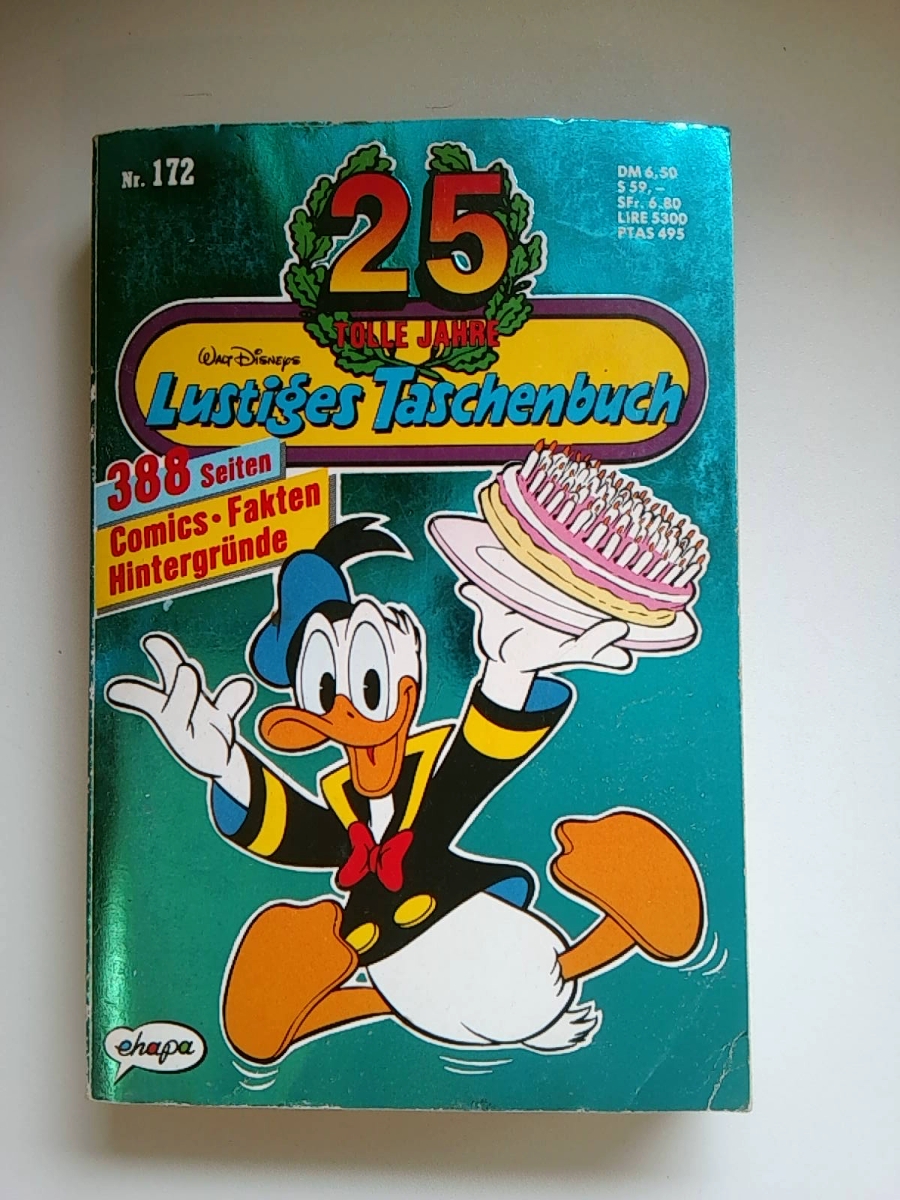 Nr. 172
DM 6,50
S 59,–
SFr. 6.80
LIRE 5300
PTAS 495
25
TOLLE JAHRE
WALT DISNEYS
Lustiges Taschenbuch
388 Seiten
Comics • Fakten
Hintergründe
ehapa